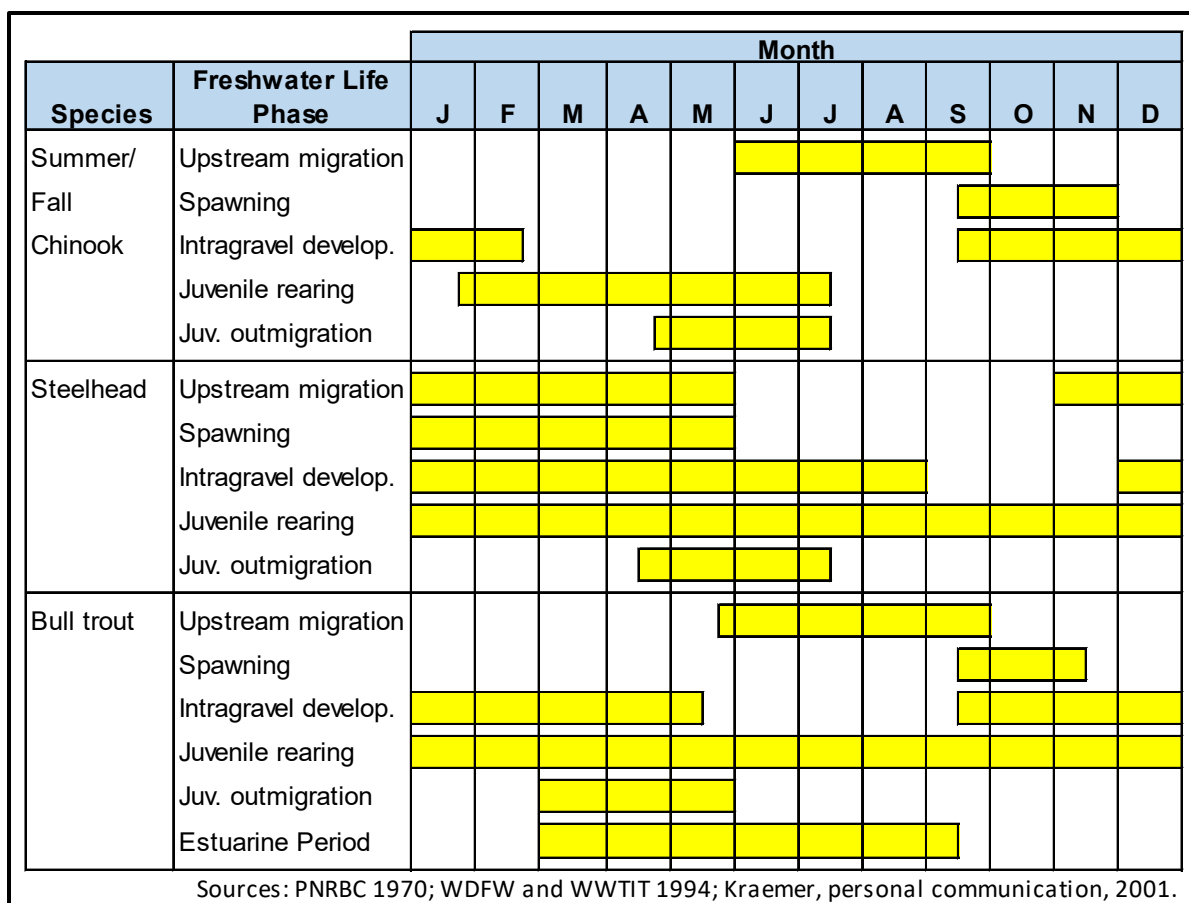 Month
Species Freshwater Life Phase J F M A M J J A S O N D
Summer/ Upstream migration
Fall Spawning
Chinook Intragravel develop.
Juvenile rearing
Juv. outmigration
Steelhead Upstream migration
Spawning
Intragravel develop.
Juvenile rearing
Juv. outmigration
Bull trout Upstream migration
Spawning
Intragravel develop.
Juvenile rearing
Juv. outmigration
Estuarine Period
Sources: PNRBC 1970; WDFW and WWTIT 1994; Kraemer, personal communication, 2001.